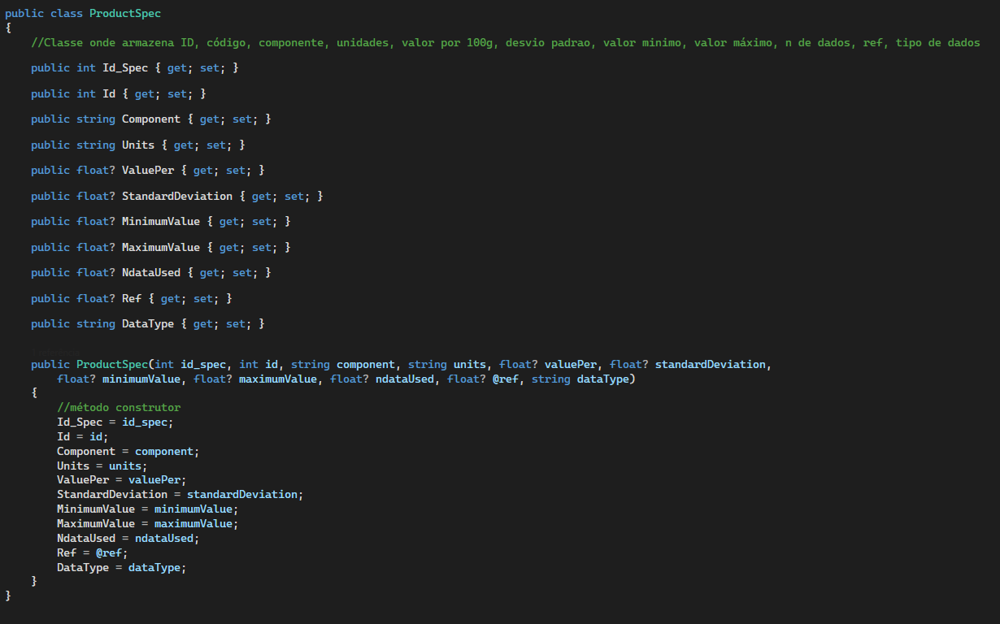 public class ProductSpec
{
//Classe onde armazena ID, código, componente, unidades, valor por 100g, desvio padrao, valor minimo, valor máximo, n de dados, ref, tipo de dados
public int Id_Spec { get; set; }
public int Id { get; set; }
public string Component { get; set; }
public string Units { get; set; }
public float? ValuePer { get; set; }
public float? StandardDeviation { get; set; }
public float? MinimumValue { get; set; }
public float? MaximumValue { get; set; }
public float? NdataUsed { get; set; }
public float? Ref { get; set; }
public string DataType { get; set; }
public ProductSpec(int id_spec, int id, string component, string units, float? valuePer, float? standardDeviation,
float? minimumValue, float? maximumValue, float? ndataUsed, float? @ref, string dataType)
{
//método construtor
Id_Spec = id_spec;
Id = id;
Component = component;
Units = units;
ValuePer = valuePer;
StandardDeviation = standardDeviation;
MinimumValue = minimumValue;
MaximumValue = maximumValue;
NdataUsed = ndataUsed;
Ref = @ref;
DataType = dataType;
}
}